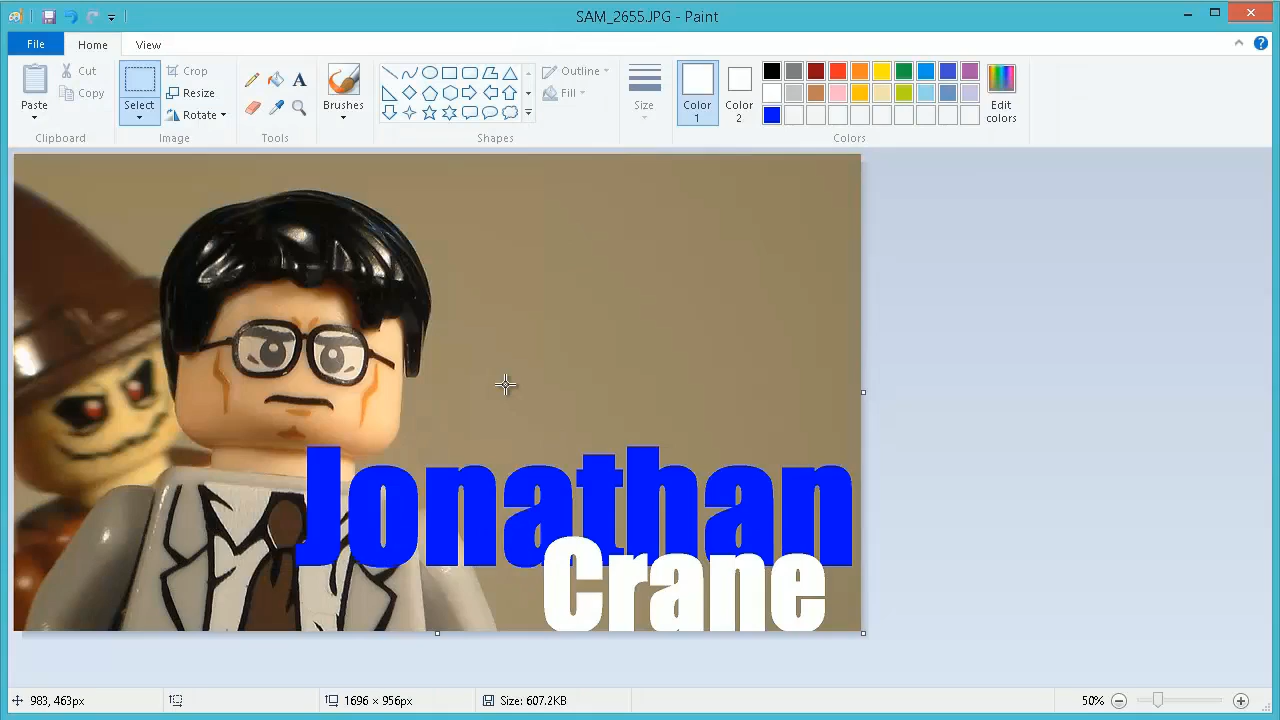 SAM_2655.JPG - Paint
File Home View
Paste Cut Copy Clipboard
Select Crop Resize Rotate Image
Tools
Brushes
Outline Fill Shapes
Size
Color 1 Color 2 Edit colors Colors
Jonathan
Crane
983, 463px 1696 × 956px Size: 607.2KB 50%